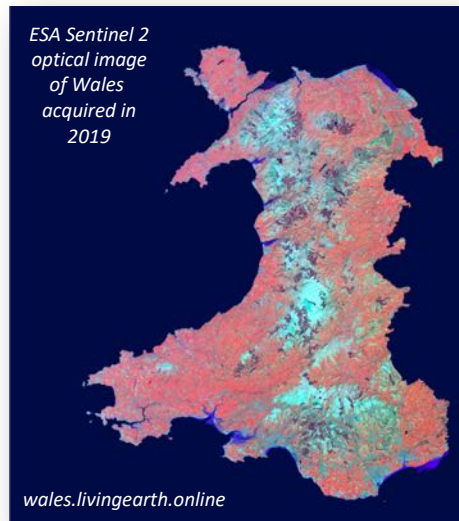 ESA Sentinel 2
optical image
of Wales
acquired in
2019
wales.livingearth.online